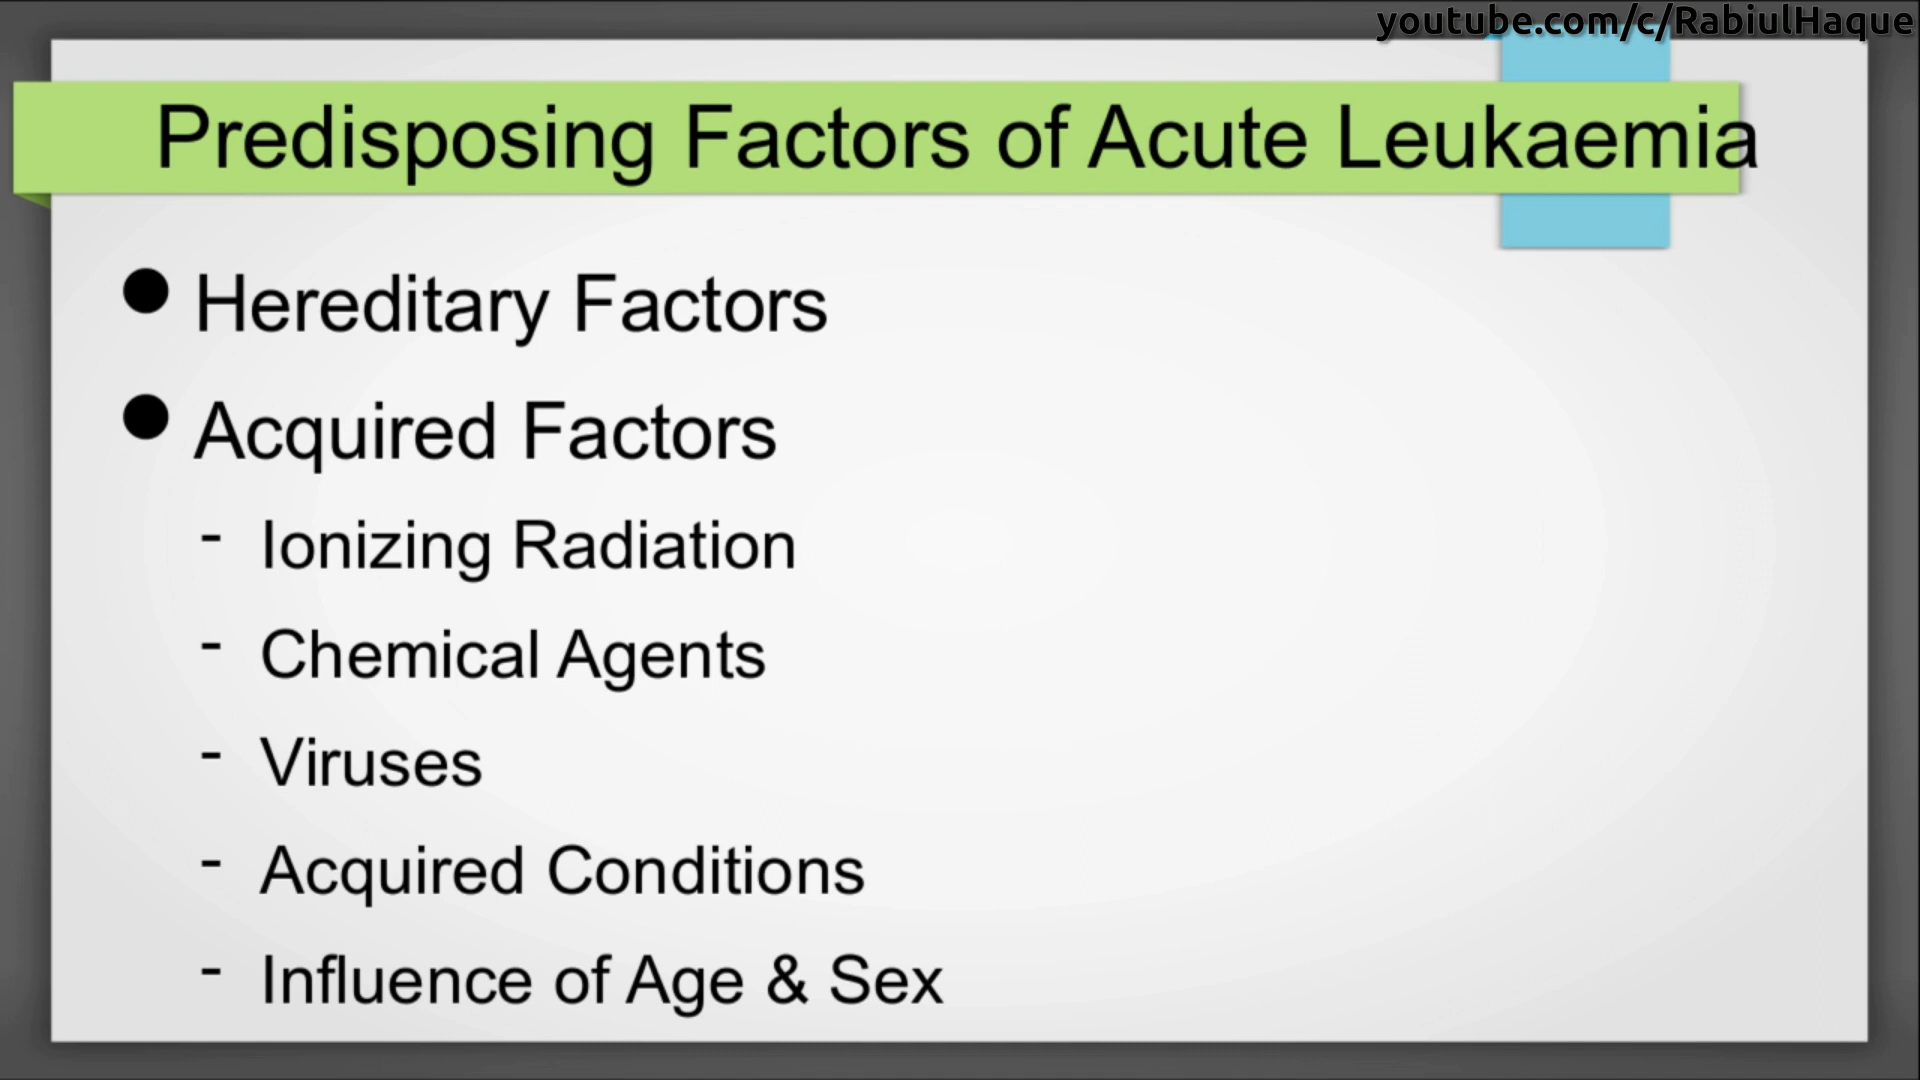 youtube.com/c/RabiulHaque
Predisposing Factors of Acute Leukaemia
● Hereditary Factors
● Acquired Factors
- Ionizing Radiation
- Chemical Agents
- Viruses
- Acquired Conditions
- Influence of Age & Sex